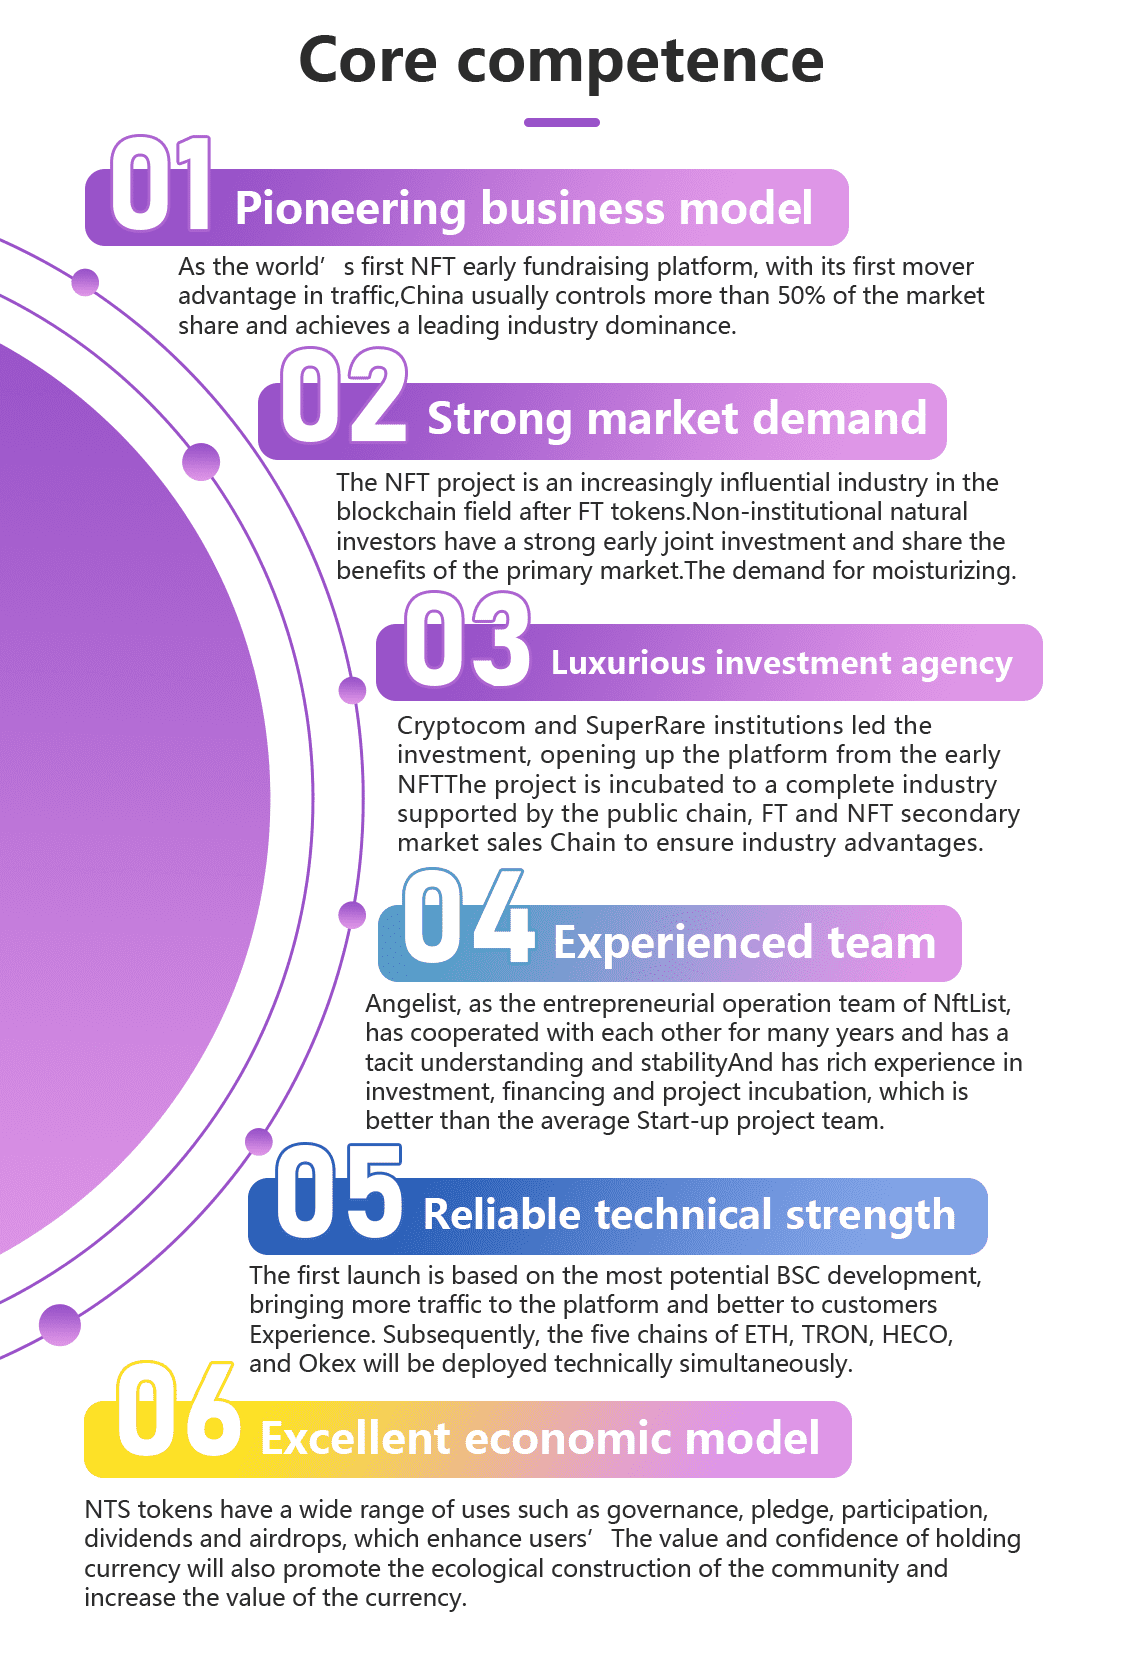 Core competence
01
Pioneering business model
As the world’s first NFT early fundraising platform, with its first mover
advantage in traffic,China usually controls more than 50% of the market
share and achieves a leading industry dominance.
02
Strong market demand
The NFT project is an increasingly influential industry in the
blockchain field after FT tokens.Non-institutional natural
investors have a strong early joint investment and share the
benefits of the primary market.The demand for moisturizing.
03
Luxurious investment agency
Cryptocom and SuperRare institutions led the
investment, opening up the platform from the early
NFTThe project is incubated to a complete industry
supported by the public chain, FT and NFT secondary
market sales Chain to ensure industry advantages.
04
Experienced team
Angelist, as the entrepreneurial operation team of NftList,
has cooperated with each other for many years and has a
tacit understanding and stabilityAnd has rich experience in
investment, financing and project incubation, which is
better than the average Start-up project team.
05
Reliable technical strength
The first launch is based on the most potential BSC development,
bringing more traffic to the platform and better to customers
Experience. Subsequently, the five chains of ETH, TRON, HECO,
and Okex will be deployed technically simultaneously.
06
Excellent economic model
NTS tokens have a wide range of uses such as governance, pledge, participation,
dividends and airdrops, which enhance users’ The value and confidence of holding
currency will also promote the ecological construction of the community and
increase the value of the currency.